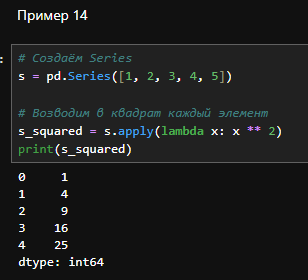 Пример 14
:
# Создаём Series
s = pd.Series([1, 2, 3, 4, 5])
# Возводим в квадрат каждый элемент
s_squared = s.apply(lambda x: x ** 2)
print(s_squared)
0     1
1     4
2     9
3    16
4    25
dtype: int64